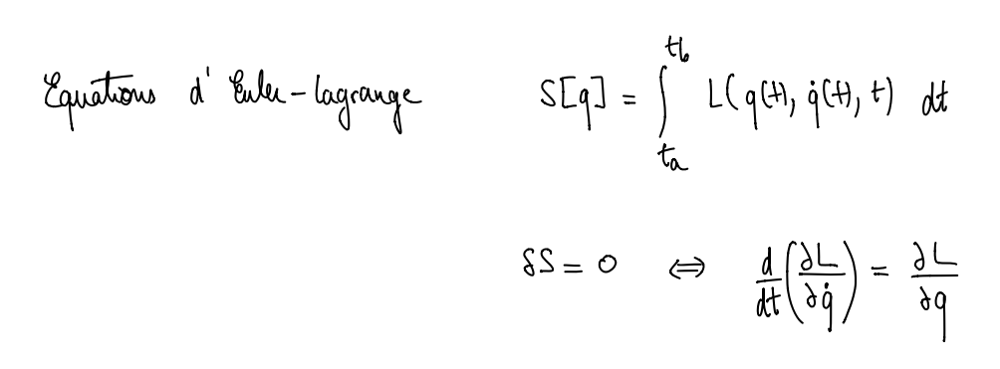 Equations d'Euler-Lagrange S[q] = ∫_{ta}^{tb} L(q(t), q̇(t), t) dt
δS = 0 ⇔ d/dt(∂L/∂q̇) = ∂L/∂q